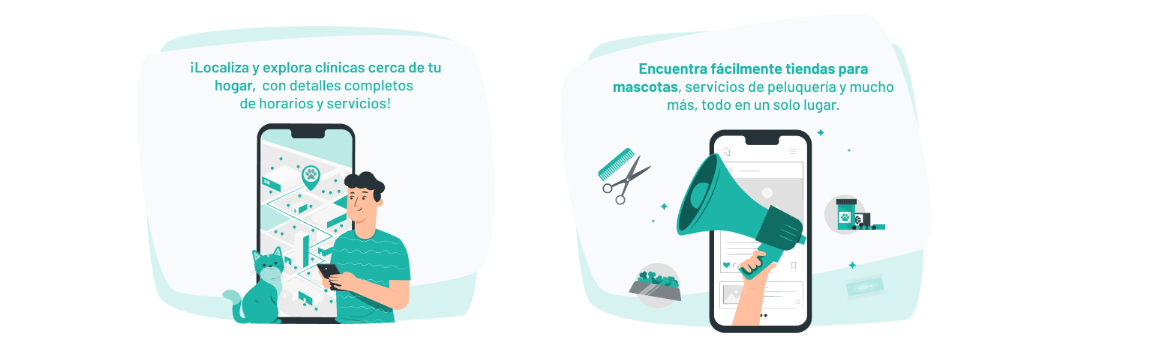 ¡Localiza y explora clínicas cerca de tu
hogar, con detalles completos
de horarios y servicios!
Encuentra fácilmente tiendas para
mascotas, servicios de peluquería y mucho
más, todo en un solo lugar.